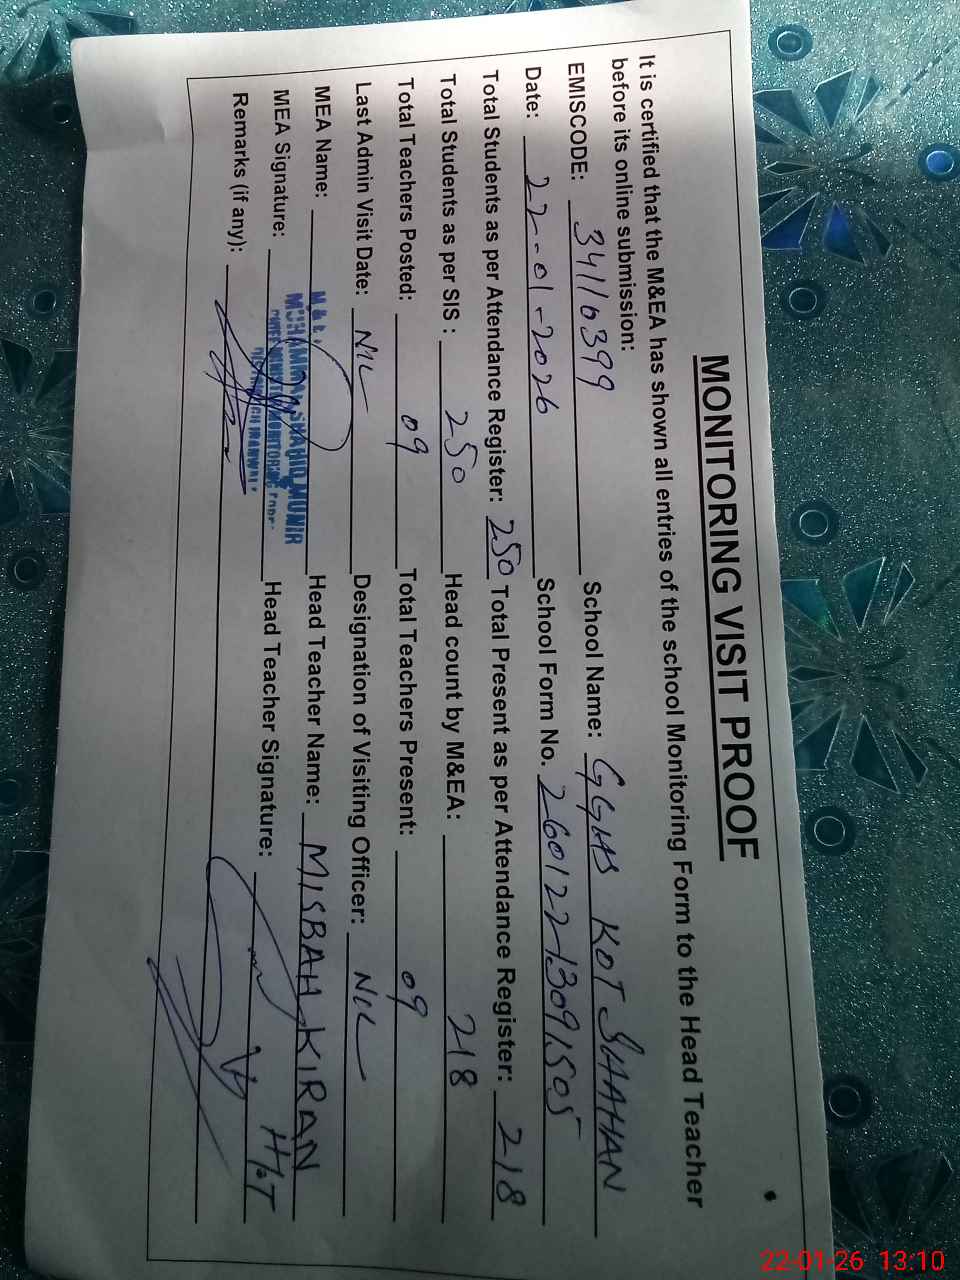 MONITORING VISIT PROOF
It is certified that the M&EA has shown all entries of the school Monitoring Form to the Head Teacher
before its online submission:
EMISCODE: 34110399 School Name: GGHS KOT SHAHAN
Date: 22-01-2026 School Form No. 260122-13091505
Total Students as per Attendance Register: 250 Total Present as per Attendance Register: 218
Total Students as per SIS : 250 Head count by M&EA: 218
Total Teachers Posted: 09 Total Teachers Present: 09
Last Admin Visit Date: NIL Designation of Visiting Officer: NIL
MEA Name: MUHAMMAD SHAHID MUNIR Head Teacher Name: MISBAH KIRAN
MEA Signature: Head Teacher Signature:
Remarks (if any):
22-01-26 13:10